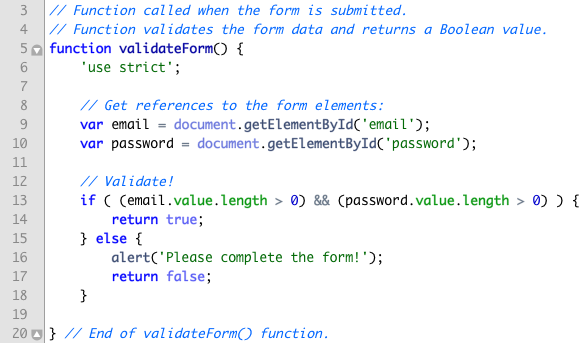 3 // Function called when the form is submitted.
4 // Function validates the form data and returns a Boolean value.
5 function validateForm() {
6 'use strict';
7
8 // Get references to the form elements:
9 var email = document.getElementById('email');
10 var password = document.getElementById('password');
11
12 // Validate!
13 if ( (email.value.length > 0) && (password.value.length > 0) ) {
14 return true;
15 } else {
16 alert('Please complete the form!');
17 return false;
18 }
19
20 } // End of validateForm() function.